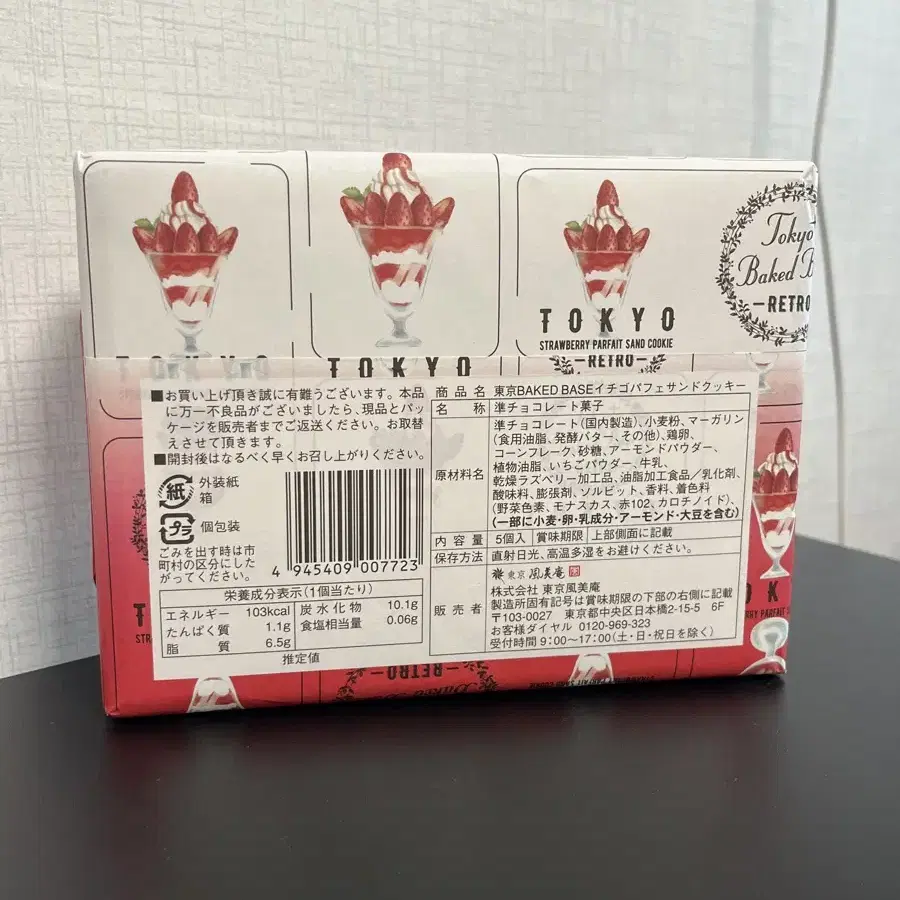 Tokyo
Baked B
RETRO
TOKYO
STRAWBERRY PARFAIT SAND COOKIE
RETRO
TOKYO
TOKYO
■お買い上げ頂き誠に有難うございます。本品
に万一不良品がございましたら、現品とパッ
ケージを販売者までご返送ください。お取替
えさせて頂きます。
■開封後はなるべく早くお召し上がりください。
紙
外装紙
箱
プラ
個包装
ごみを出す時は市
町村の区分にした
がってください。
4 945409 007723
栄養成分表示(1個当たり)
エネルギー 103kcal 炭水化物 10.1g
たんぱく質 1.1g 食塩相当量 0.06g
脂質 6.5g
推定値
商品名 東京BAKED BASEイチゴパフェサンドクッキー
名称 準チョコレート菓子
原材料名 準チョコレート(国内製造)、小麦粉、マーガリン
(食用油脂、発酵バター、その他)、鶏卵、
コーンフレーク、砂糖、アーモンドパウダー、
植物油脂、いちごパウダー、牛乳、
乾燥ラズベリー加工品、油脂加工食品/乳化剤、
酸味料、膨張剤、ソルビット、香料、着色料
(野菜色素、モナスカス、赤102、カロチノイド)、
(一部に小麦・卵・乳成分・アーモンド・大豆を含む)
内容量 5個入 賞味期限 上部側面に記載
保存方法 直射日光、高温多湿をお避けください。
販売者 東京 風美庵
株式会社 東京風美庵
製造所固有記号は賞味期限の下部の右側に記載
〒103-0027 東京都中央区日本橋2-15-5 6F
お客様ダイヤル 0120-969-323
受付時間 9:00〜17:00(土・日・祝日を除く)
TOK
STR
RETRO
O K Y
RRY PARFAIT SAND